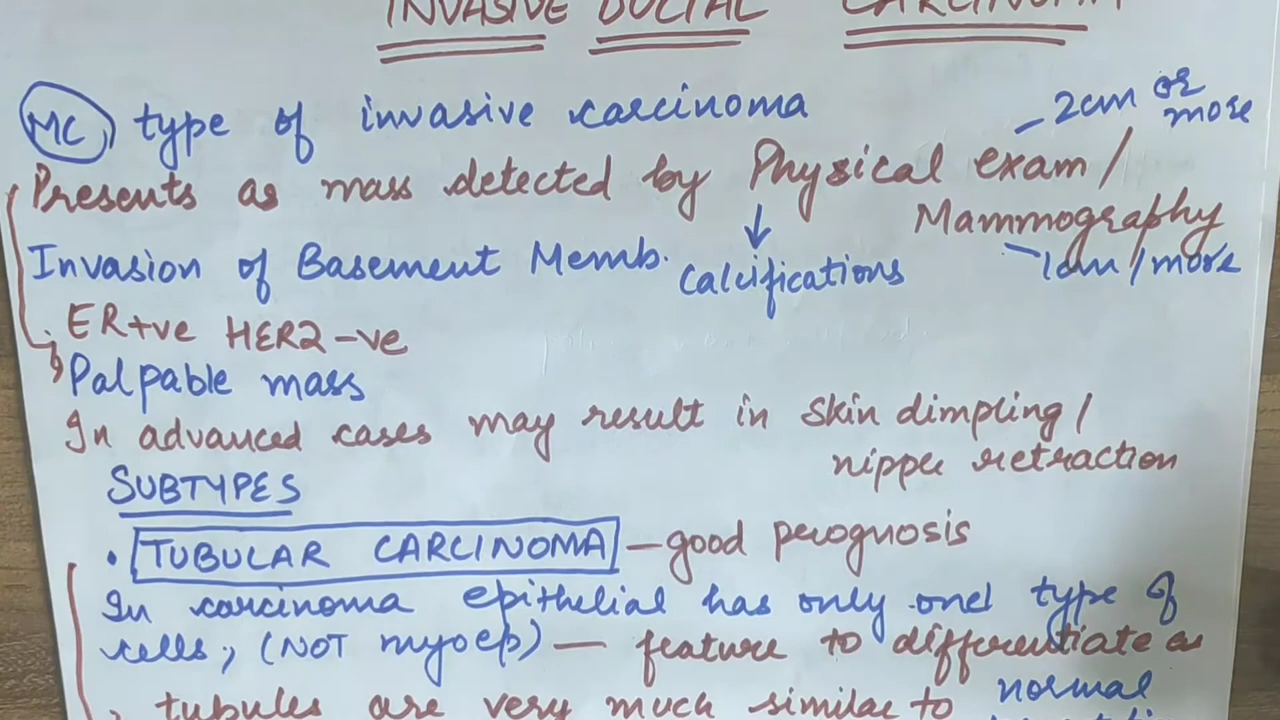 INVASIVE DUCTAL CARCINOMA
MC, type of invasive carcinoma
- 2cm or more
Presents as mass detected by Physical exam /
Mammography
- 1cm / more
↓
Calcifications
Invasion of Basement Memb.
ER+ve HER2-ve
Palpable mass
In advanced cases may result in skin dimpling /
nipple retraction
SUBTYPES
• TUBULAR CARCINOMA — good prognosis
In carcinoma epithelial has only one type of
cells, (NOT myoep) — feature to differentiate as
tubules are very much similar to normal